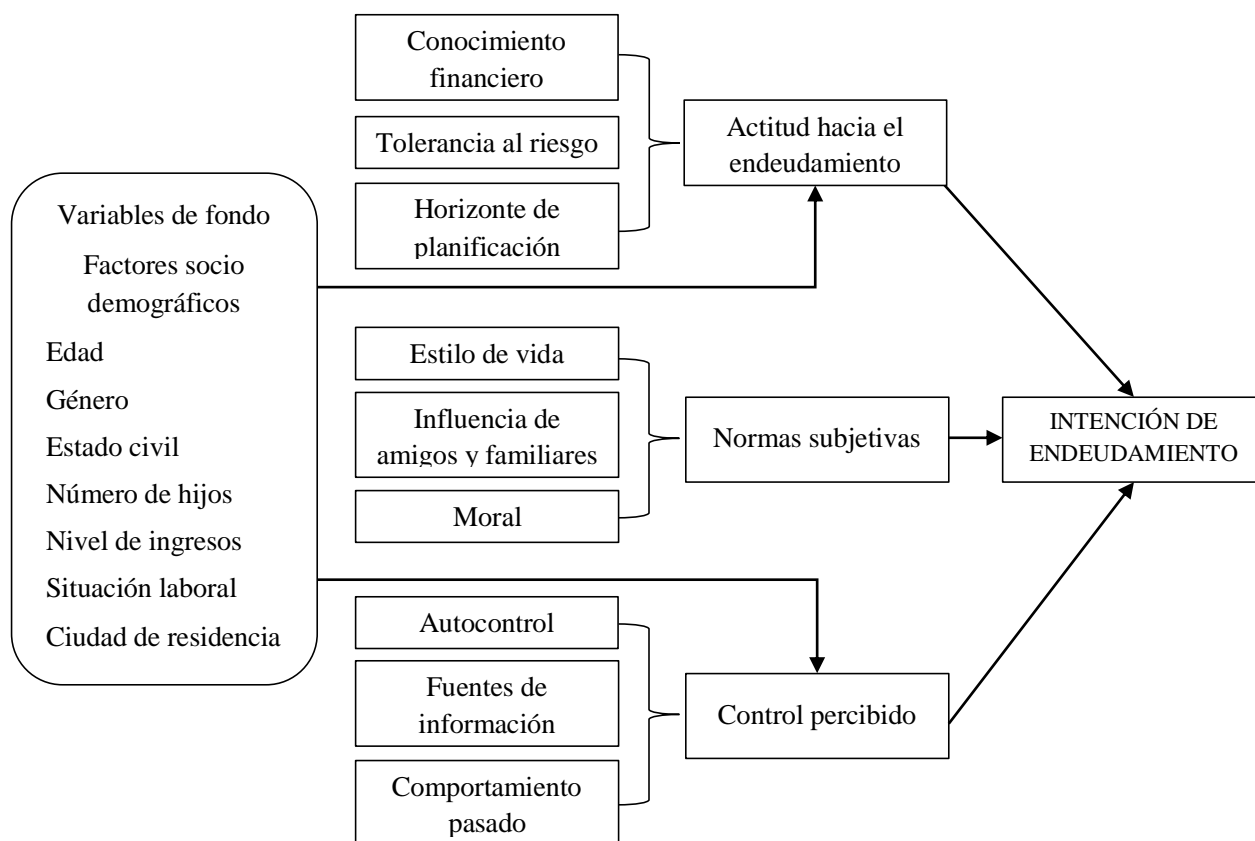 Variables de fondo
Factores socio
demográficos
Edad
Género
Estado civil
Número de hijos
Nivel de ingresos
Situación laboral
Ciudad de residencia
Conocimiento
financiero
Tolerancia al riesgo
Horizonte de
planificación
Estilo de vida
Influencia de
amigos y familiares
Moral
Autocontrol
Fuentes de
información
Comportamiento
pasado
Actitud hacia el
endeudamiento
Normas subjetivas
Control percibido
INTENCIÓN DE
ENDEUDAMIENTO